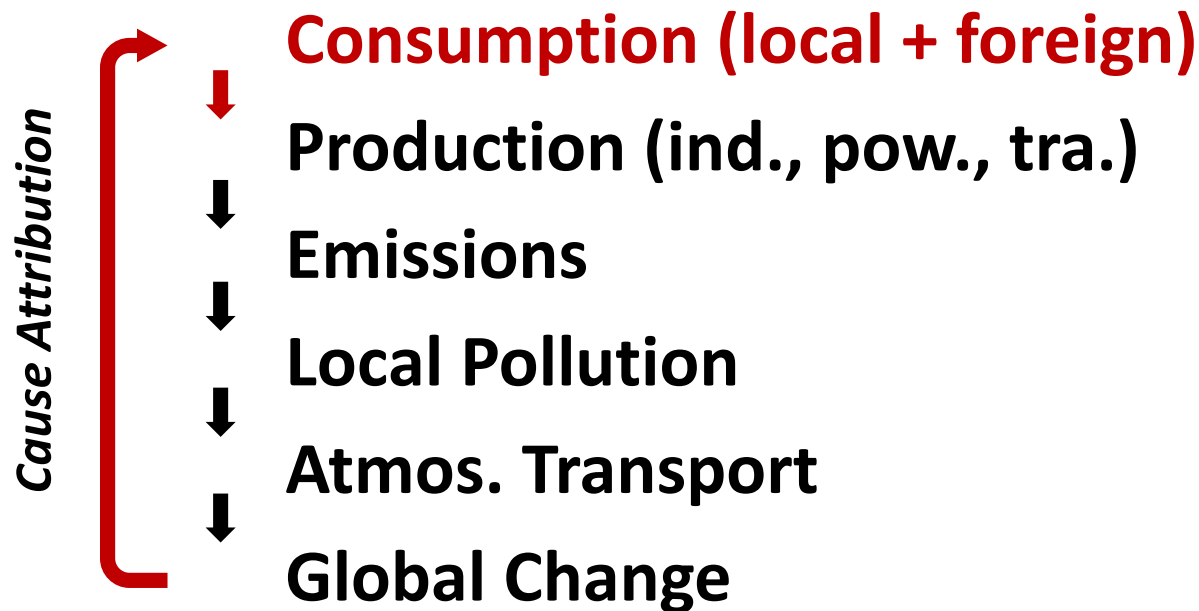 Consumption (local + foreign)
Production (ind., pow., tra.)
Emissions
Local Pollution
Atmos. Transport
Global Change
Cause Attribution